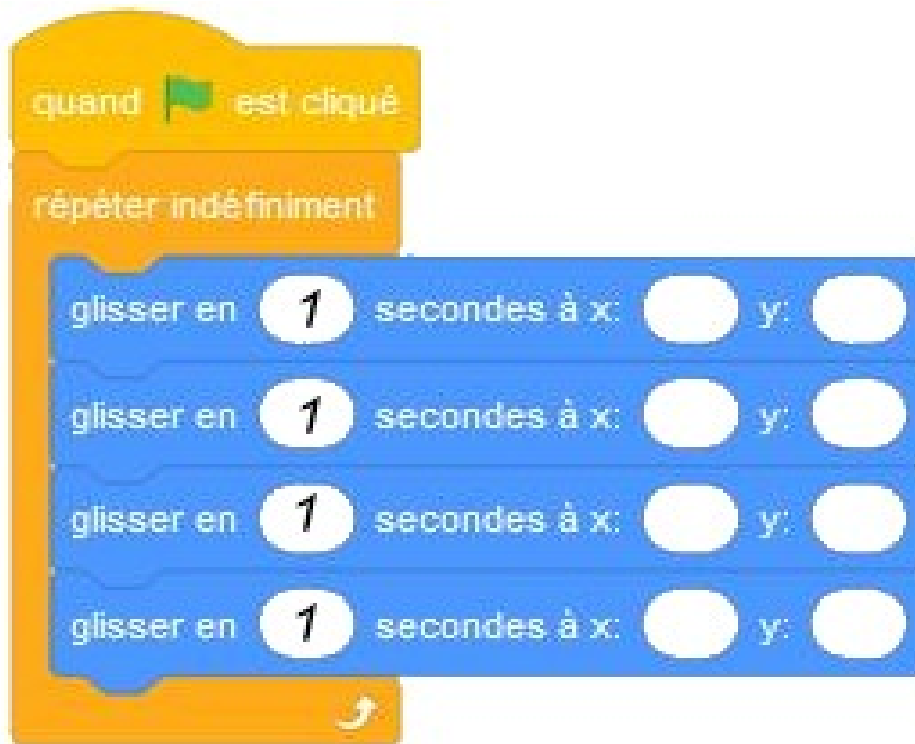 quand est cliqué
répéter indéfiniment
glisser en 1 secondes à x: y:
glisser en 1 secondes à x: y:
glisser en 1 secondes à x: y:
glisser en 1 secondes à x: y: